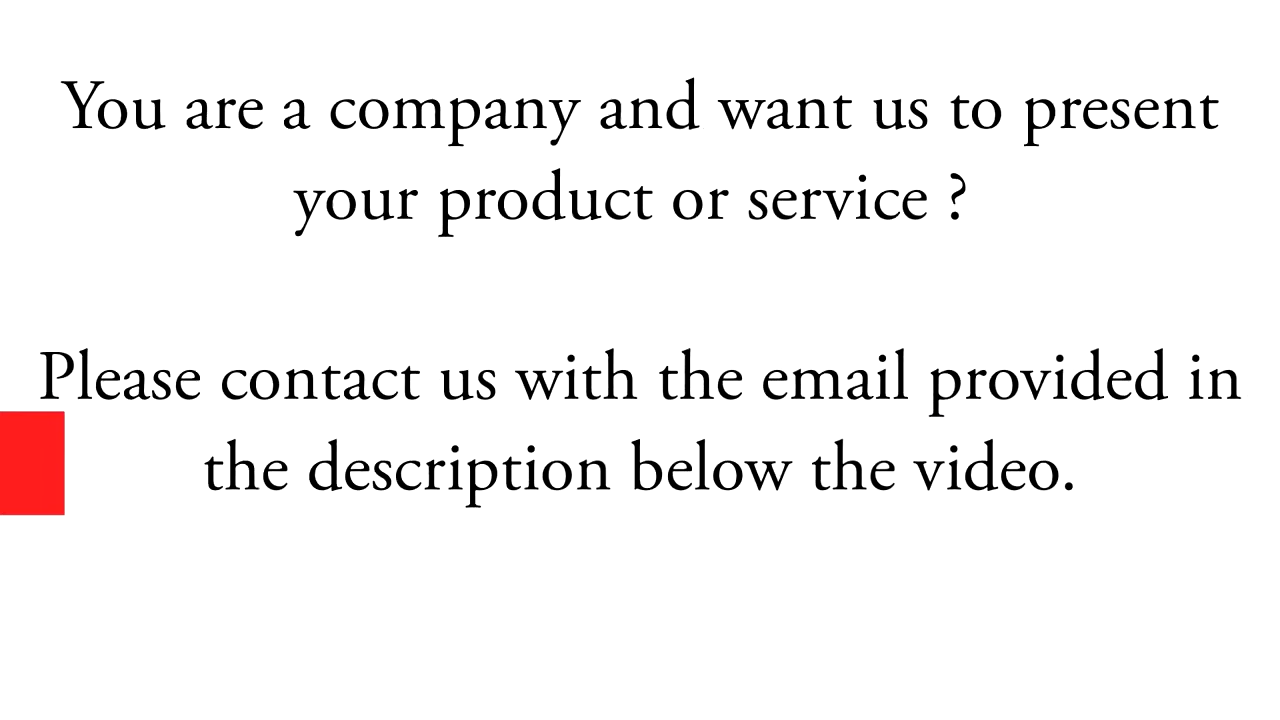 You are a company and want us to present
your product or service ?
Please contact us with the email provided in
the description below the video.